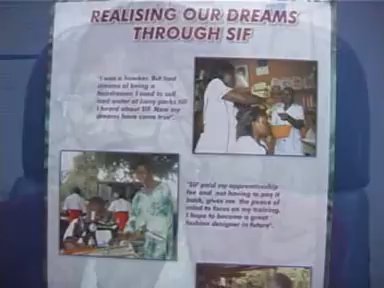 REALISING OUR DREAMS
THROUGH SIF
"I was a hawker. But had
dreams of being a
hairdresser. I used to sell
iced water at lorry parks till
I heard about SIF. Now my
dreams have come true".
"SIF paid my apprenticeship
fee and not having to pay it
back, gives me the peace of
mind to focus on my training.
I hope to become a great
fashion designer in future".